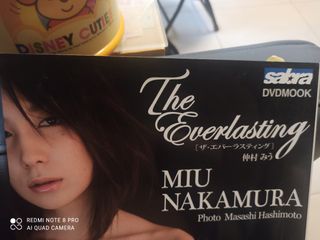 DISNEY CUTIE
sabra
DVDMOOK
The
Everlasting
[ザ・エバーラスティング]
仲村みう
MIU
NAKAMURA
Photo Masashi Hashimoto
REDMI NOTE 8 PRO
AI QUAD CAMERA